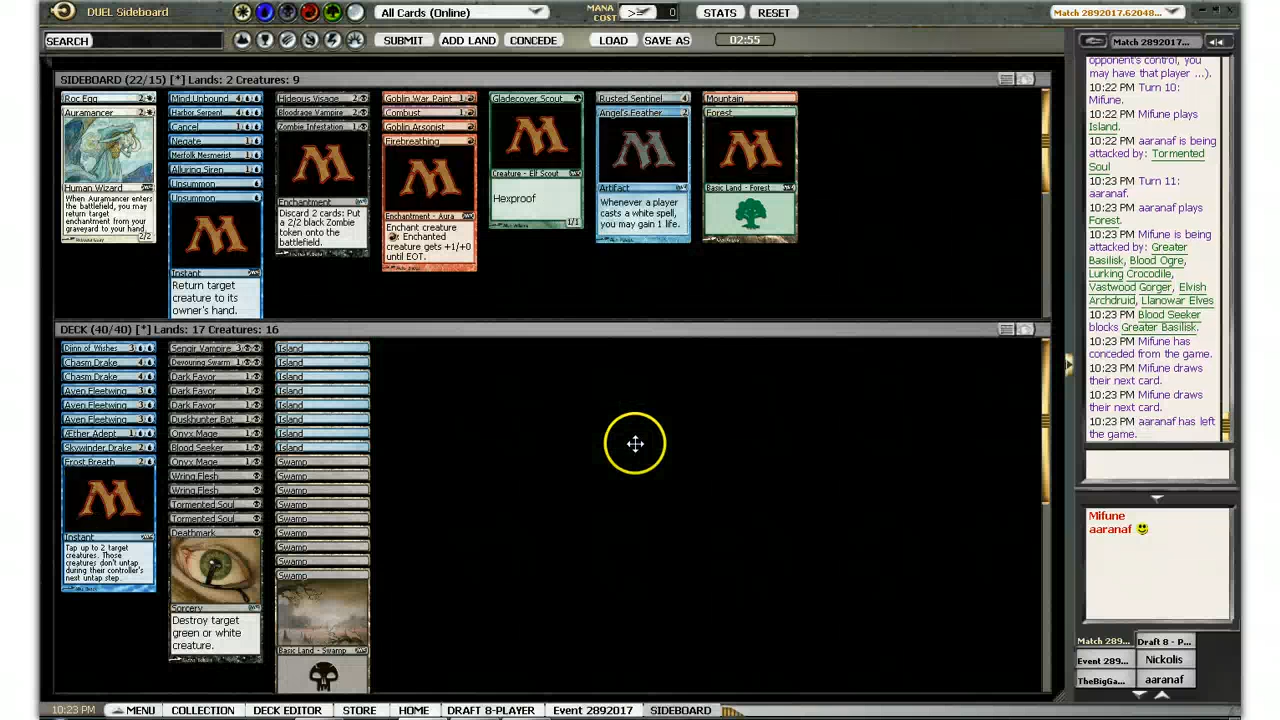 DUEL Sideboard
All Cards (Online)
MANA COST
>=
0
STATS
RESET
Match 2892017.62048...
SEARCH
SUBMIT
ADD LAND
CONCEDE
LOAD
SAVE AS
02:55
Match 2892017...
SIDEBOARD (22/15) [*] Lands: 2 Creatures: 9
Roc Egg
Auramancer
Human Wizard
When Auramancer enters the battlefield, you may return target enchantment from your graveyard to your hand.
2/2
Mind Unbound
Harbor Serpent
Cancel
Negate
Merfolk Mesmerist
Alluring Siren
Unsummon
Unsummon
Instant
Return target creature to its owner's hand.
Hideous Visage
Bloodrage Vampire
Zombie Infestation
Enchantment
Discard 2 cards: Put a 2/2 black Zombie token onto the battlefield.
Goblin War Paint
Combust
Goblin Arsonist
Firebreathing
Enchantment - Aura
Enchant creature
: Enchanted creature gets +1/+0 until EOT.
Gladecover Scout
Creature - Elf Scout
Hexproof
1/1
Rusted Sentinel
Angel's Feather
Artifact
Whenever a player casts a white spell, you may gain 1 life.
Mountain
Forest
Basic Land - Forest
DECK (40/40) [*] Lands: 17 Creatures: 16
Djinn of Wishes
Chasm Drake
Chasm Drake
Aven Fleetwing
Aven Fleetwing
Aven Fleetwing
Æther Adept
Skywinder Drake
Frost Breath
Instant
Tap up to 2 target creatures. Those creatures don't untap during their controller's next untap step.
Sengir Vampire
Devouring Swarm
Dark Favor
Dark Favor
Dark Favor
Duskhunter Bat
Onyx Mage
Blood Seeker
Onyx Mage
Wring Flesh
Wring Flesh
Tormented Soul
Tormented Soul
Deathmark
Sorcery
Destroy target green or white creature.
Island
Island
Island
Island
Island
Island
Island
Island
Swamp
Swamp
Swamp
Swamp
Swamp
Swamp
Swamp
Swamp
Swamp
Basic Land - Swamp
opponent's control, you
may have that player ...).
10:22 PM Turn 10:
Mifune.
10:22 PM Mifune plays
Island.
10:22 PM aaranaf is being
attacked by: Tormented
Soul
10:23 PM Turn 11:
aaranaf.
10:23 PM aaranaf plays
Forest.
10:23 PM Mifune is being
attacked by: Greater
Basilisk, Blood Ogre,
Lurking Crocodile,
Vastwood Gorger, Elvish
Archdruid, Llanowar Elves
10:23 PM Blood Seeker
blocks Greater Basilisk.
10:23 PM Mifune has
conceded from the game.
10:23 PM Mifune draws
their next card.
10:23 PM Mifune draws
their next card.
10:23 PM aaranaf has left
the game.
Mifune
aaranaf
Match 289...
Draft 8 - P...
Event 289...
Nickolis
TheBigGa...
aaranaf
10:23 PM
MENU
COLLECTION
DECK EDITOR
STORE
HOME
DRAFT 8-PLAYER
Event 2892017
SIDEBOARD